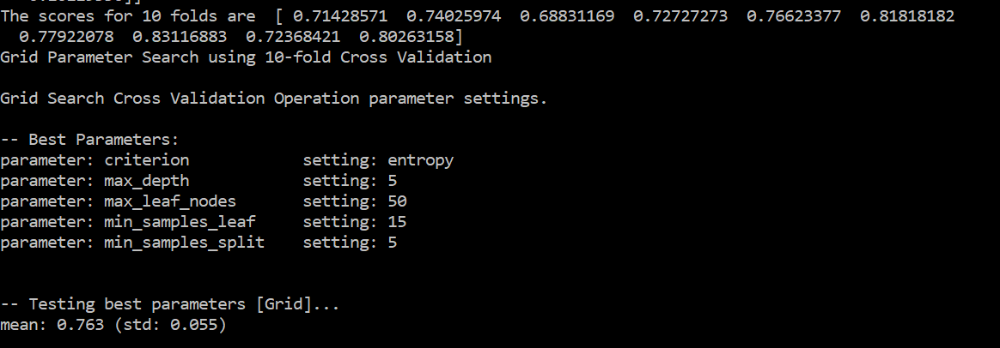 The scores for 10 folds are  [ 0.71428571  0.74025974  0.68831169  0.72727273  0.76623377  0.81818182
  0.77922078  0.83116883  0.72368421  0.80263158]
Grid Parameter Search using 10-fold Cross Validation
Grid Search Cross Validation Operation parameter settings.
-- Best Parameters:
parameter: criterion            setting: entropy
parameter: max_depth            setting: 5
parameter: max_leaf_nodes       setting: 50
parameter: min_samples_leaf     setting: 15
parameter: min_samples_split    setting: 5
-- Testing best parameters [Grid]...
mean: 0.763 (std: 0.055)